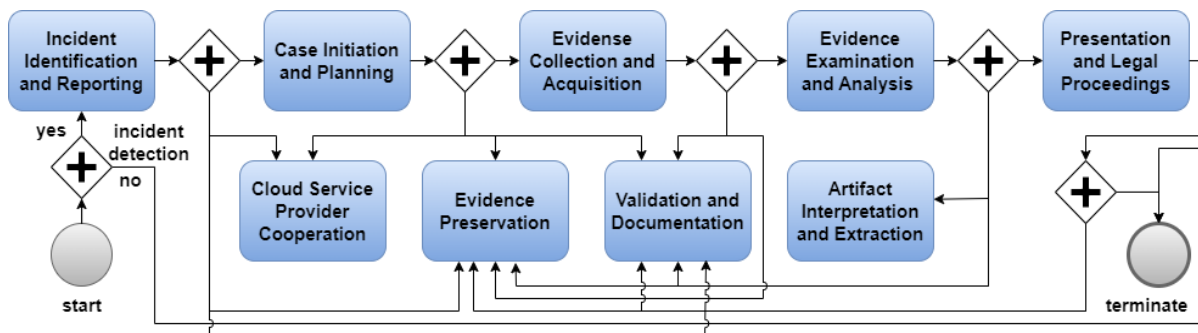 Incident
Identification
and Reporting
Case Initiation
and Planning
Evidense
Collection and
Acquisition
Evidence
Examination
and Analysis
Presentation
and Legal
Proceedings
yes
incident
detection
no
Cloud Service
Provider
Cooperation
Evidence
Preservation
Validation and
Documentation
Artifact
Interpretation
and Extraction
start
terminate